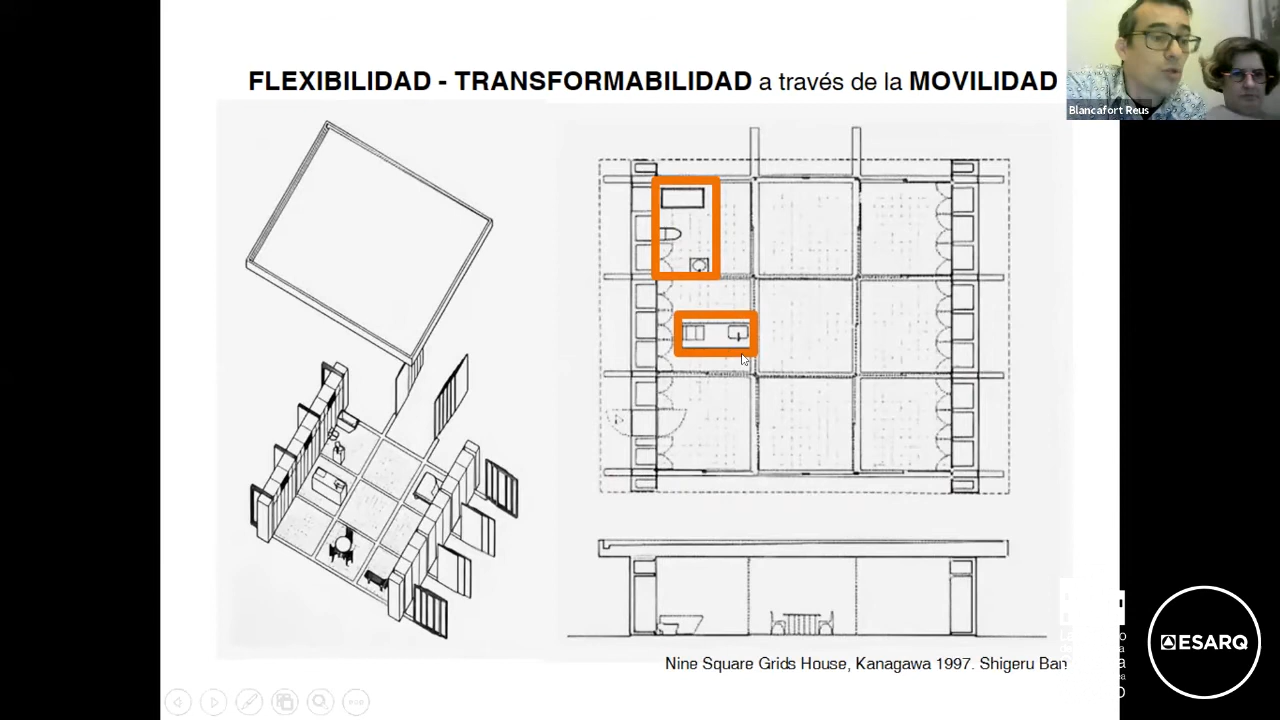 FLEXIBILIDAD - TRANSFORMABILIDAD a través de la MOVILIDAD
Blancafort Reus
Nine Square Grids House, Kanagawa 1997. Shigeru Ban
ESARQ